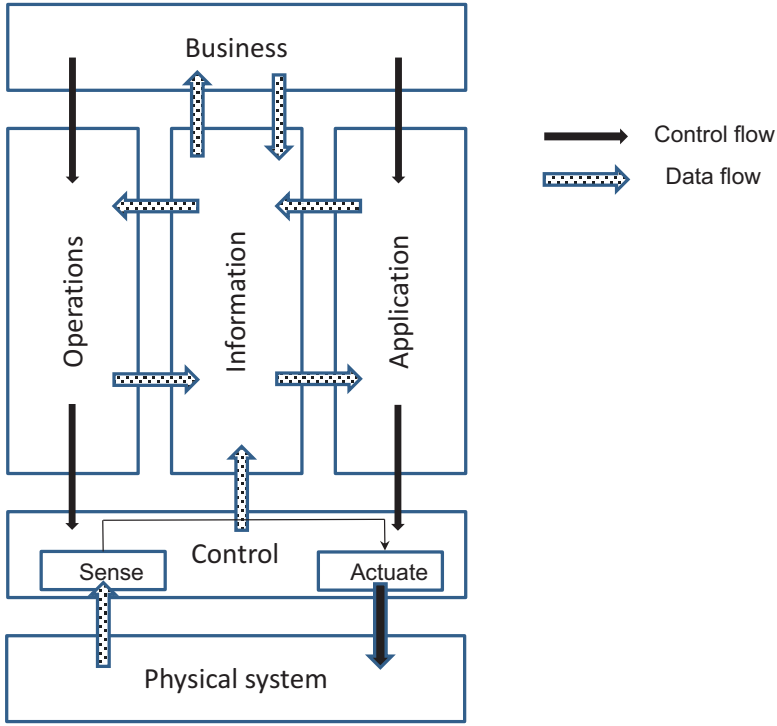 Business
Control flow
Data flow
Operations
Information
Application
Control
Sense
Actuate
Physical system